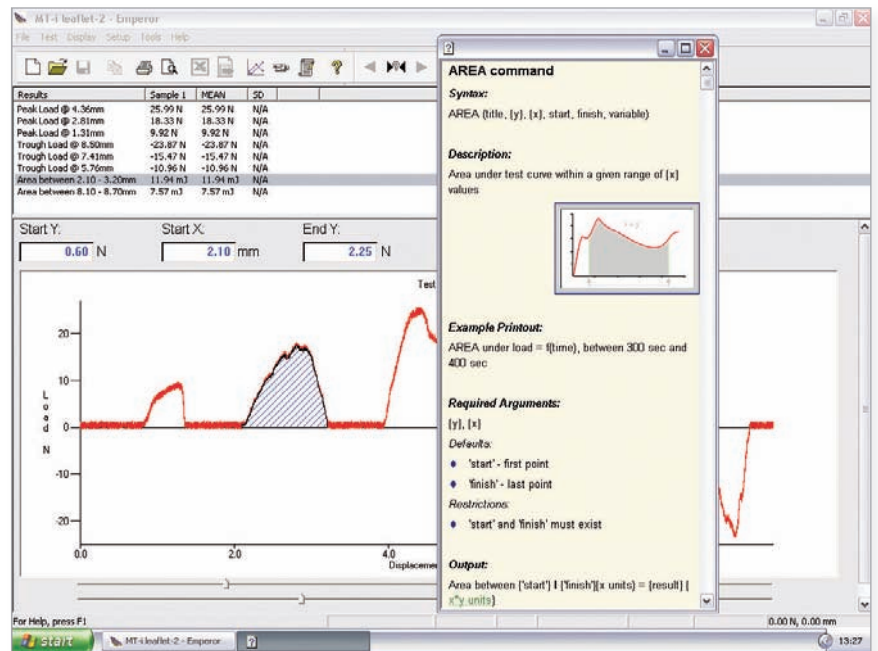 MT-i leaflet-2 - Emperor
File Test Display Setup Tools Help
Results Sample 1 MEAN SD
Peak Load @ 4.36mm 25.99 N 25.99 N N/A
Peak Load @ 2.81mm 18.33 N 18.33 N N/A
Peak Load @ 1.31mm 9.92 N 9.92 N N/A
Trough Load @ 8.50mm -23.87 N -23.87 N N/A
Trough Load @ 7.41mm -15.47 N -15.47 N N/A
Trough Load @ 5.76mm -10.96 N -10.96 N N/A
Area between 2.10 - 3.20mm 11.94 mJ 11.94 mJ N/A
Area between 8.10 - 8.70mm 7.57 mJ 7.57 mJ N/A
Start Y: Start X: End Y:
0.60 N 2.10 mm 2.25 N
Test
20
10
0
-10
-20
Load
N
0.0 2.0 4.0
Displaceme
AREA command
Syntax:
AREA (title, {y}, {x}, start, finish, variable)
Description:
Area under test curve within a given range of {x}
values
Example Printout:
AREA under load = f(time), between 300 sec and
400 sec
Required Arguments:
{y}, {x}
Defaults:
'start' - first point
'finish' - last point
Restrictions:
'start' and 'finish' must exist
Output:
x*y units}
For Help, press F1
0.00 N, 0.00 mm
start MT-i leaflet-2 - Emperor
13:27